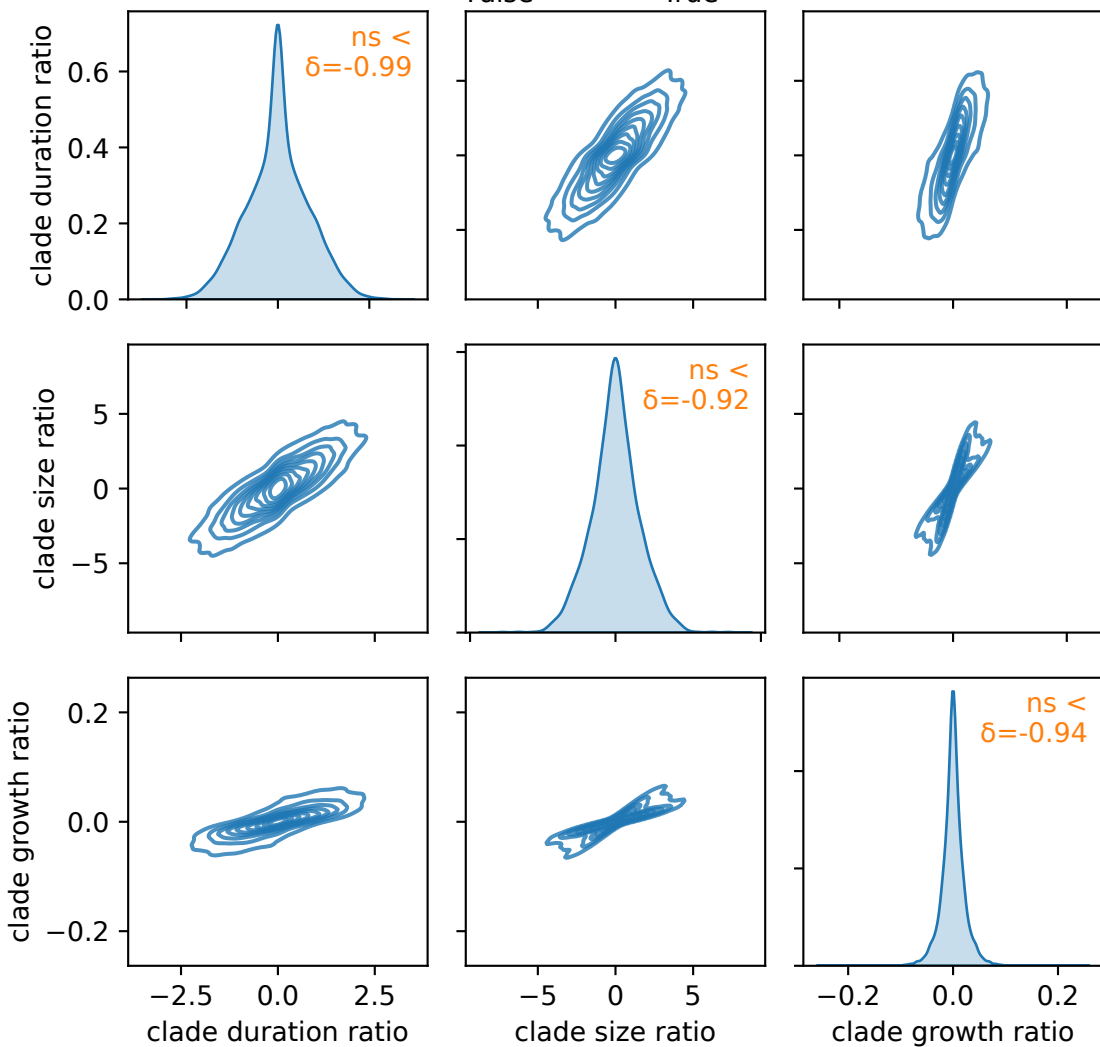 clade duration ratio
0.6
0.4
0.2
0.0
ns <
δ=-0.99
clade size ratio
5
0
−5
ns <
δ=-0.92
clade growth ratio
0.2
0.0
−0.2
ns <
δ=-0.94
−2.5 0.0 2.5
−5 0 5
−0.2 0.0 0.2
clade duration ratio
clade size ratio
clade growth ratio